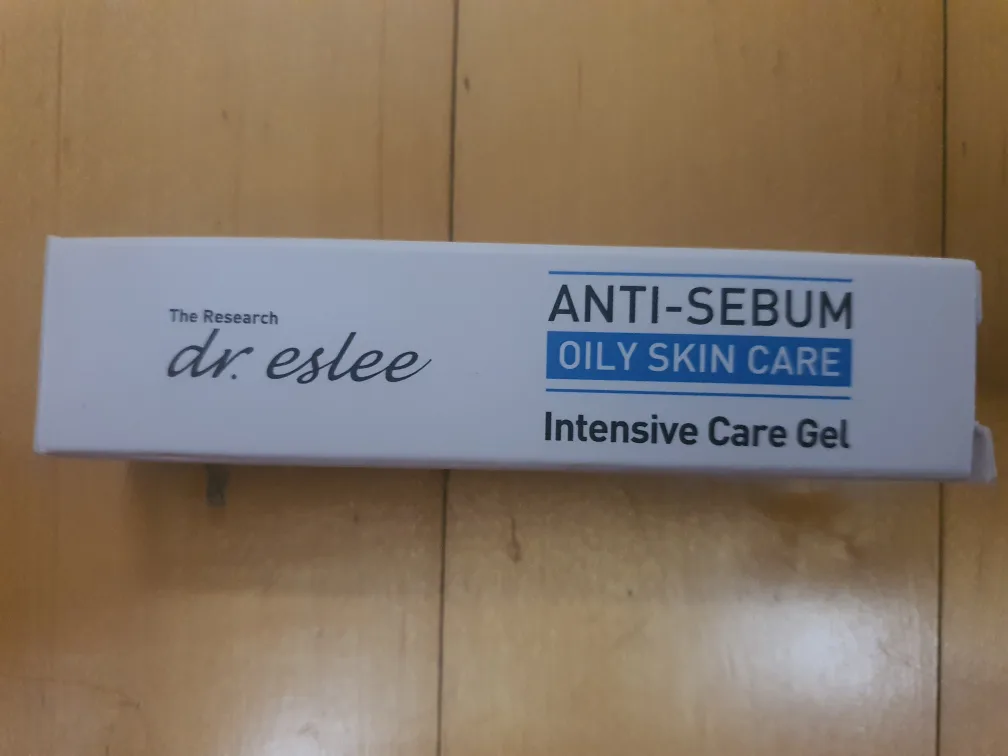 The Research
dr. eslee
ANTI-SEBUM
OILY SKIN CARE
Intensive Care Gel